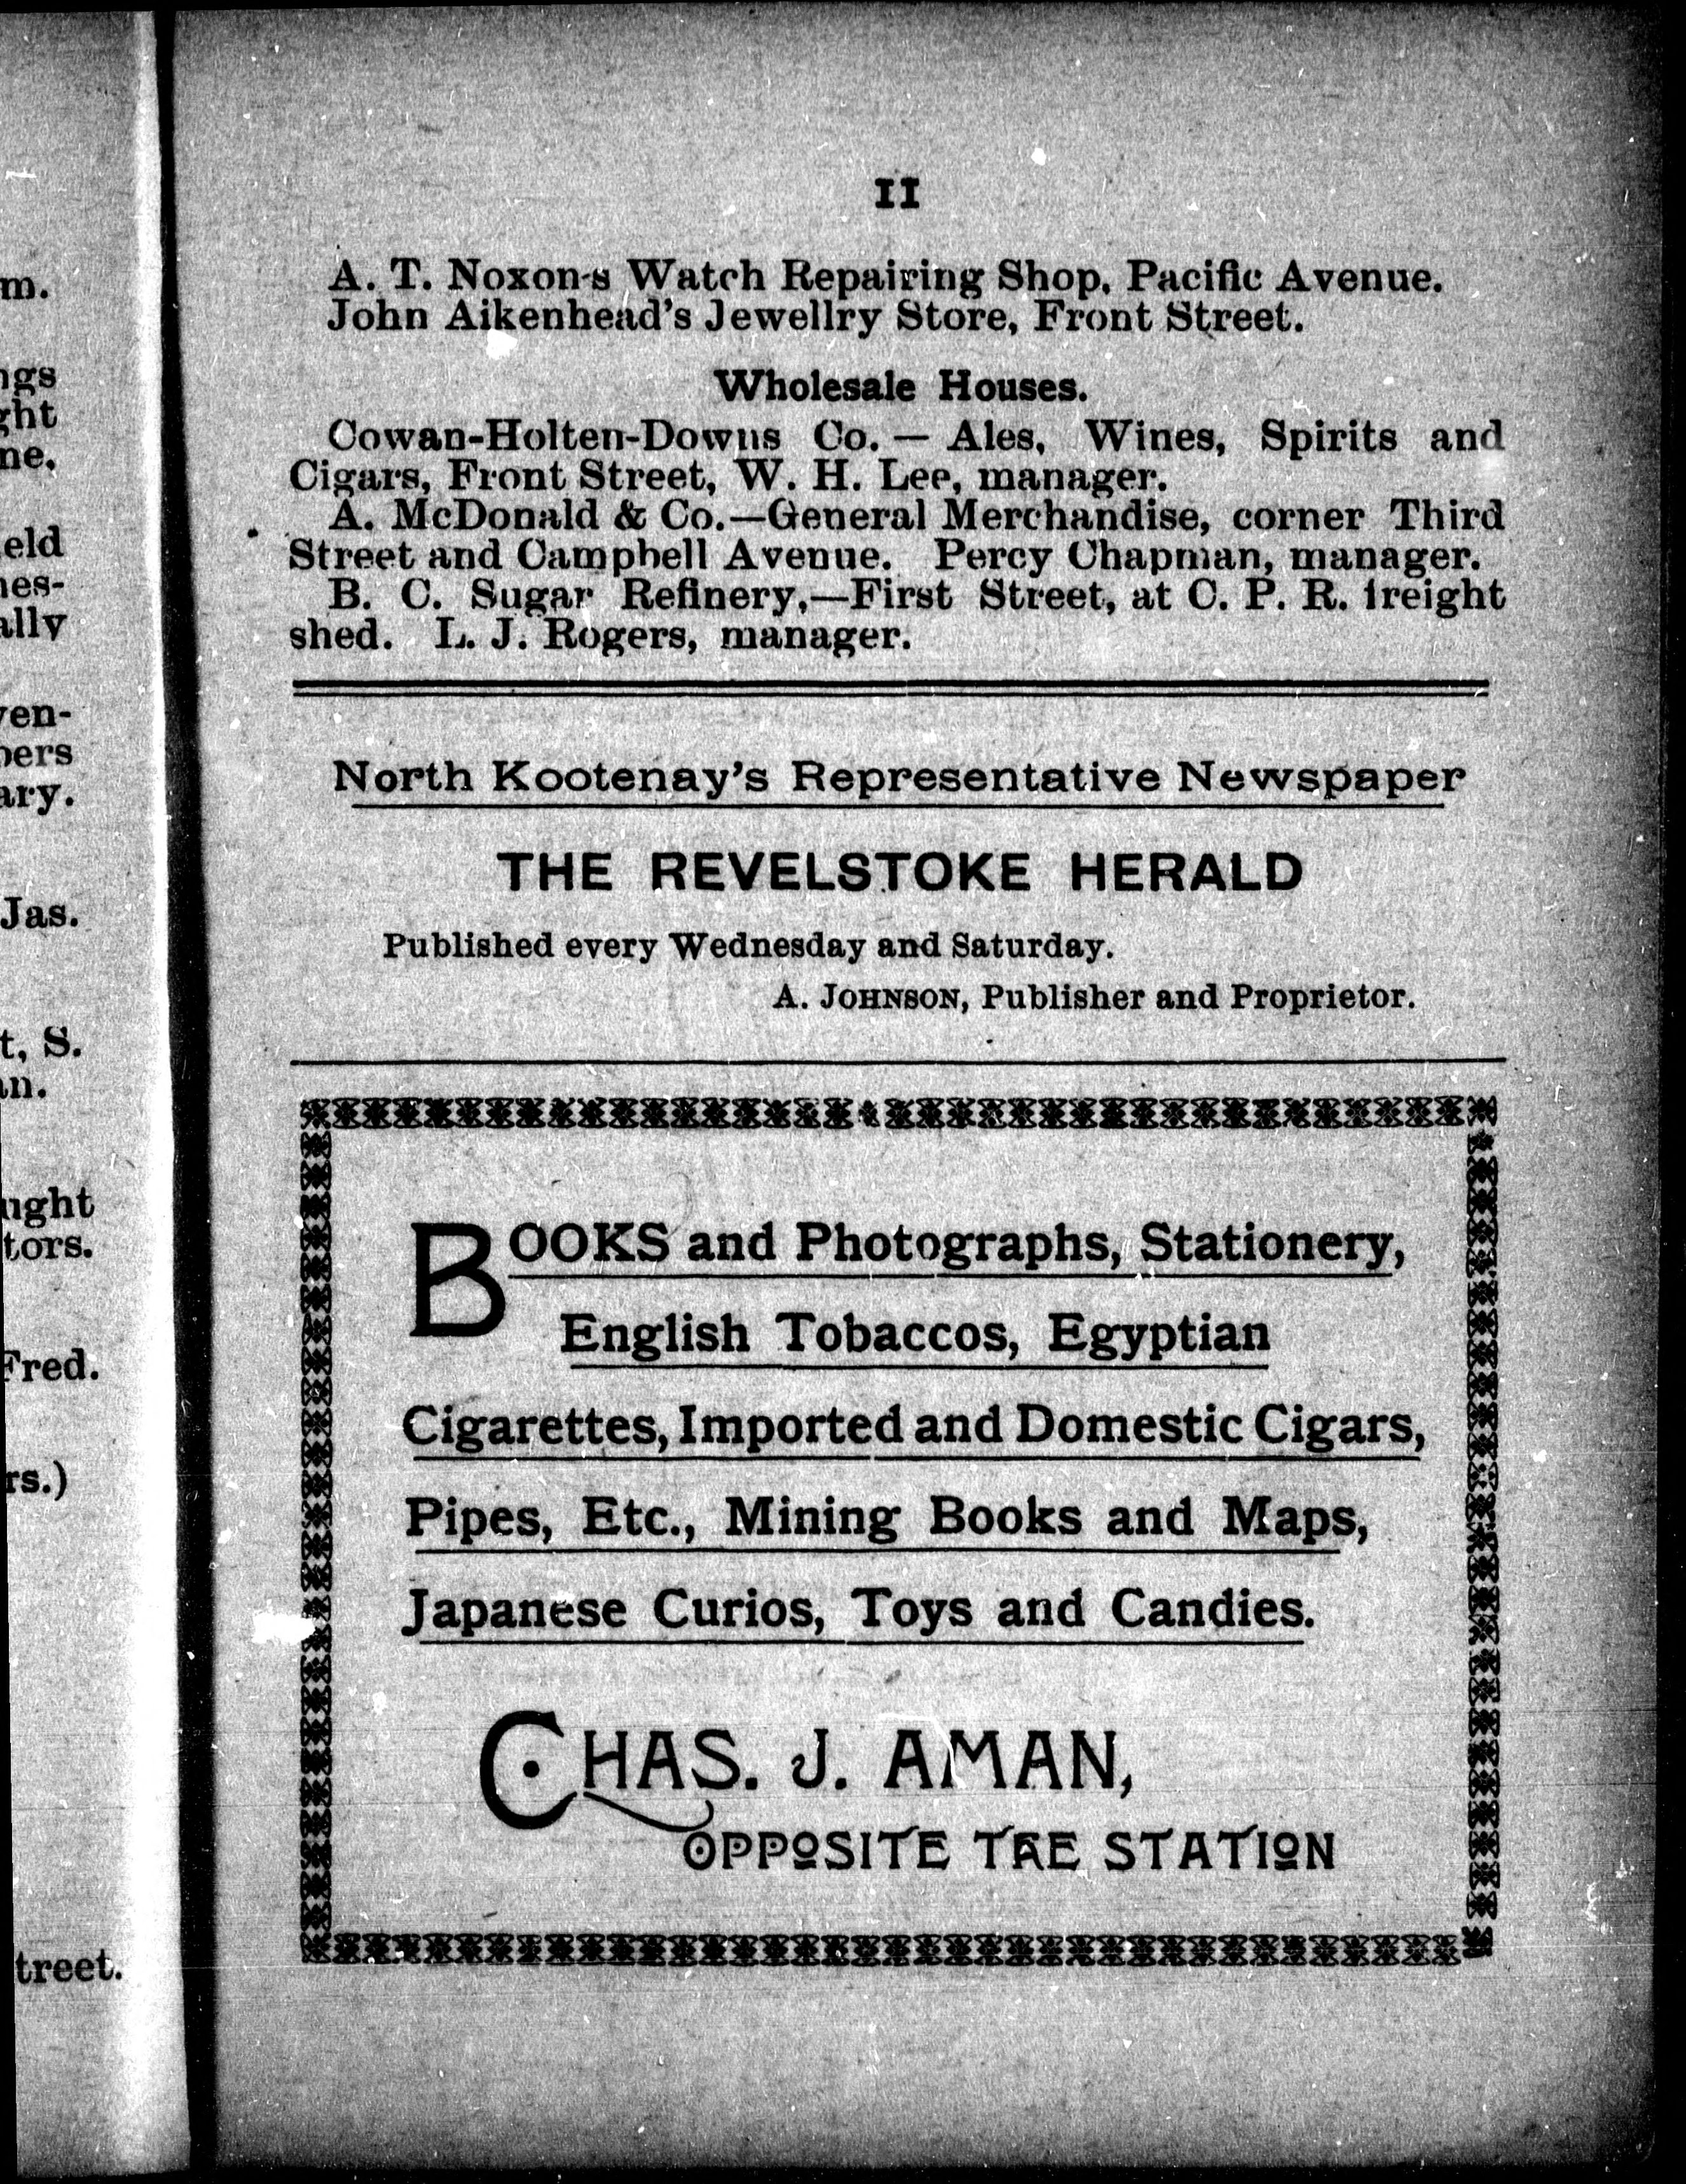 11
A. T. Noxon's Watch Repairing Shop, Pacific Avenue.
John Aikenhead's Jewellry Store, Front Street.
Wholesale Houses.
Cowan-Holten-Downs Co. — Ales, Wines, Spirits and
Cigars, Front Street, W. H. Lee, manager.
A. McDonald & Co.—General Merchandise, corner Third
Street and Campbell Avenue. Percy Chapman, manager.
B. C. Sugar Refinery,—First Street, at C. P. R. freight
shed. L. J. Rogers, manager.
North Kootenay's Representative Newspaper
THE REVELSTOKE HERALD
Published every Wednesday and Saturday.
A. JOHNSON, Publisher and Proprietor.
BOOKS and Photographs, Stationery,
English Tobaccos, Egyptian
Cigarettes, Imported and Domestic Cigars,
Pipes, Etc., Mining Books and Maps,
Japanese Curios, Toys and Candies.
CHAS. J. AMAN,
OPPOSITE THE STATION